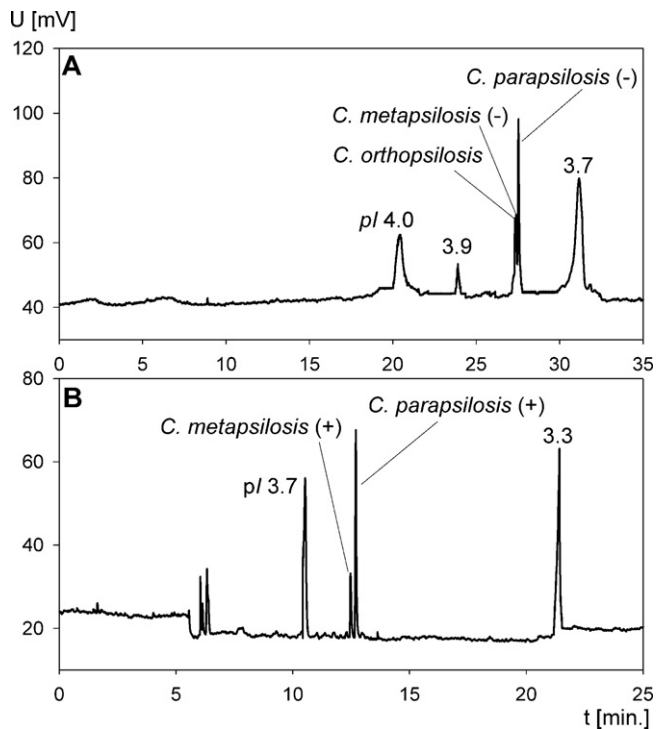 U [mV]
120
A
C. parapsilosis (-)
100
C. metapsilosis (-)
C. orthopsilosis
3.7
80
pI 4.0
3.9
60
40
0 5 10 15 20 25 30 35
80
B
C. parapsilosis (+)
C. metapsilosis (+)
3.3
60
pI 3.7
40
20
0 5 10 15 20 25
t [min.]